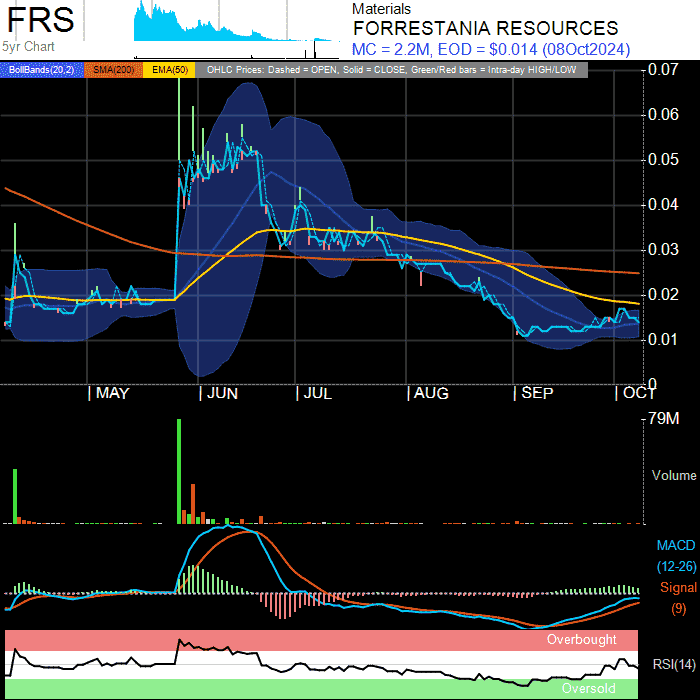 FRS
5yr Chart
Materials
FORRESTANIA RESOURCES
MC = 2.2M, EOD = $0.014 (08Oct2024)
BollBands(20,2) SMA(200) EMA(50) OHLC Prices: Dashed = OPEN, Solid = CLOSE, Green/Red bars = Intra-day HIGH/LOW
0.07
0.06
0.05
0.04
0.03
0.02
0.01
0
MAY JUN JUL AUG SEP OCT
79M
Volume
MACD
(12-26)
Signal
(9)
Overbought
RSI(14)
Oversold